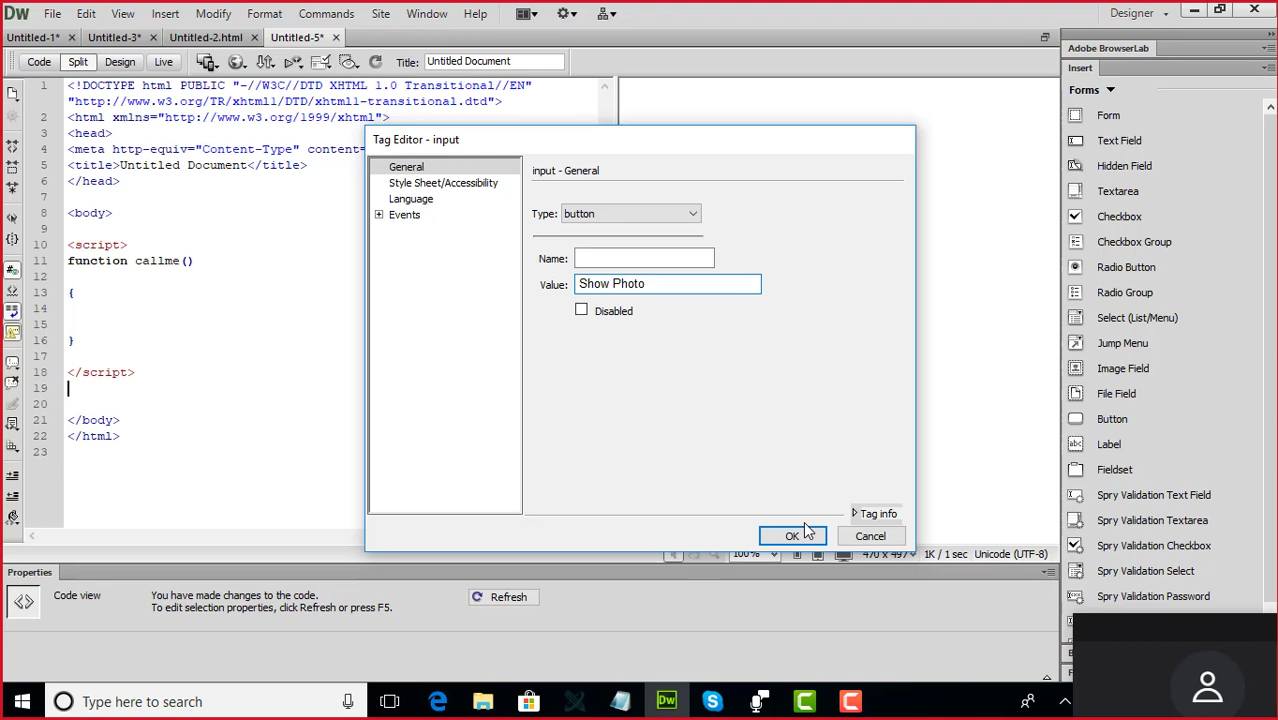 Dw File Edit View Insert Modify Format Commands Site Window Help Designer
Untitled-1* Untitled-3* Untitled-2.html Untitled-5*
Code Split Design Live Title: Untitled Document
1 <!DOCTYPE html PUBLIC "-//W3C//DTD XHTML 1.0 Transitional//EN"
"http://www.w3.org/TR/xhtml1/DTD/xhtml1-transitional.dtd">
2 <html xmlns="http://www.w3.org/1999/xhtml">
3 <head>
4 <meta http-equiv="Content-Type" content=
5 <title>Untitled Document</title>
6 </head>
7
8 <body>
9
10 <script>
11 function callme()
12
13 {
14
15
16 }
17
18 </script>
19
20
21 </body>
22 </html>
23
Tag Editor - input
General
Style Sheet/Accessibility
Language
Events
input - General
Type: button
Name:
Value: Show Photo
Disabled
Tag info
OK Cancel
100% 470 x 497 1K / 1 sec Unicode (UTF-8)
Properties
Code view
You have made changes to the code.
To edit selection properties, click Refresh or press F5.
Refresh
Adobe BrowserLab
Insert
Forms
Form
Text Field
Hidden Field
Textarea
Checkbox
Checkbox Group
Radio Button
Radio Group
Select (List/Menu)
Jump Menu
Image Field
File Field
Button
abc Label
Fieldset
Spry Validation Text Field
Spry Validation Textarea
Spry Validation Checkbox
Spry Validation Select
Spry Validation Password
Type here to search
Dw